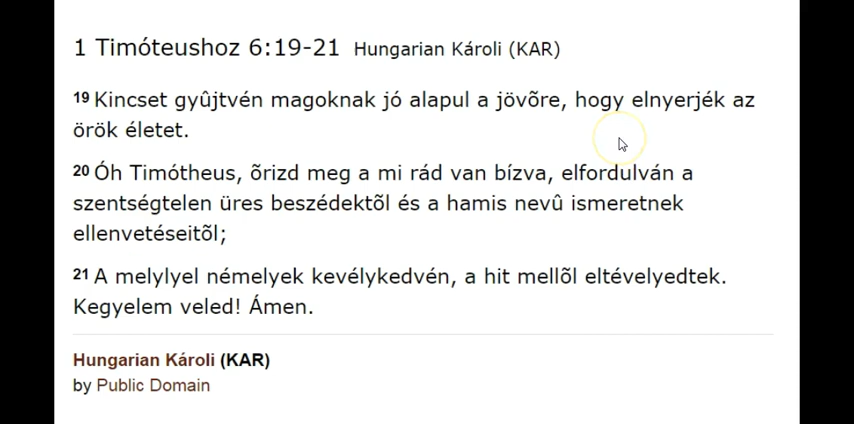 1 Timóteushoz 6:19-21 Hungarian Károli (KAR)
19 Kincset gyûjtvén magoknak jó alapul a jövõre, hogy elnyerjék az
örök életet.
20 Óh Timótheus, õrizd meg a mi rád van bízva, elfordulván a
szentségtelen üres beszédektõl és a hamis nevû ismeretnek
ellenvetéseitõl;
21 A melylyel némelyek kevélykedvén, a hit mellõl eltévelyedtek.
Kegyelem veled! Ámen.
Hungarian Károli (KAR)
by Public Domain